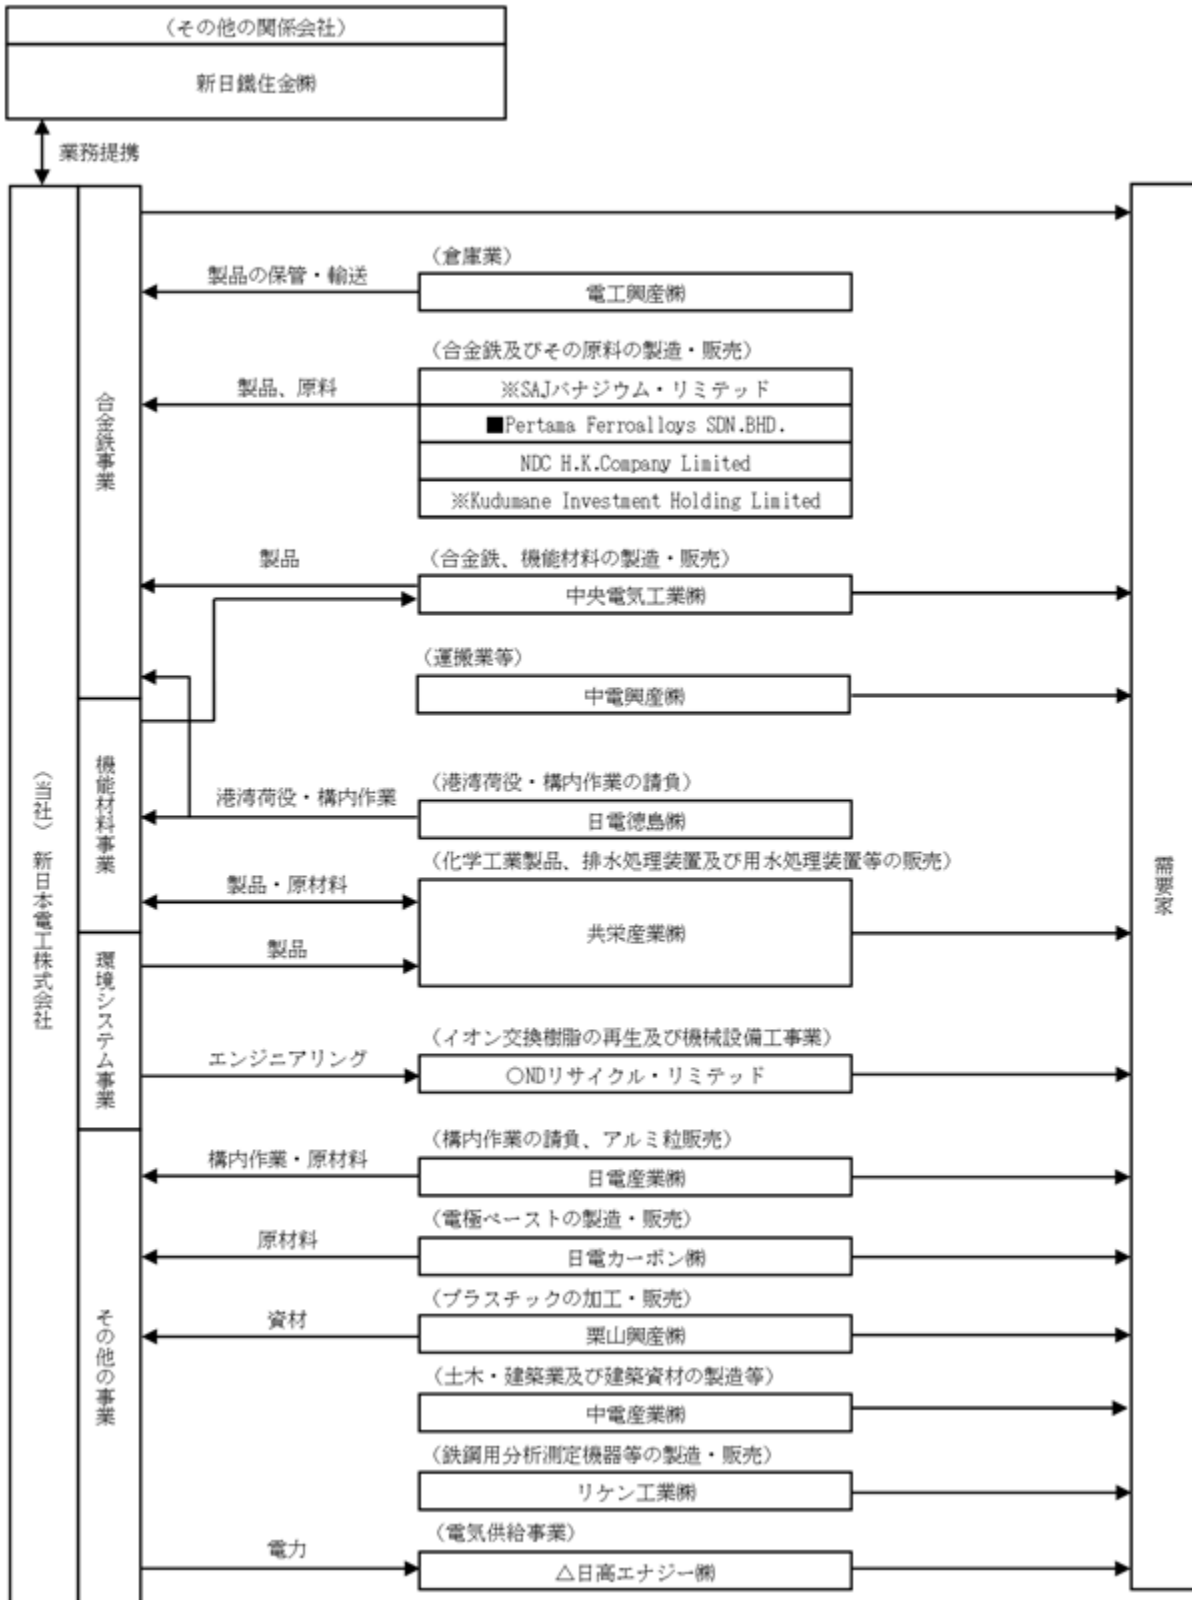 （その他の関係会社）
新日鐵住金㈱
業務提携
（当社） 新日本電工株式会社
合金鉄事業
製品の保管・輸送
（倉庫業）
電工興産㈱
（合金鉄及びその原料の製造・販売）
製品、原料
※SAJバナジウム・リミテッド
■Pertama Ferroalloys SDN.BHD.
NDC H.K.Company Limited
※Kudumane Investment Holding Limited
製品
（合金鉄、機能材料の製造・販売）
中央電気工業㈱
（運搬業等）
中電興産㈱
機能材料事業
港湾荷役・構内作業
（港湾荷役・構内作業の請負）
日電徳島㈱
（化学工業製品、排水処理装置及び用水処理装置等の販売）
製品・原材料
共栄産業㈱
環境システム事業
製品
エンジニアリング
（イオン交換樹脂の再生及び機械設備工事業）
○NDリサイクル・リミテッド
その他の事業
構内作業・原材料
（構内作業の請負、アルミ粒販売）
日電産業㈱
原材料
（電極ペーストの製造・販売）
日電カーボン㈱
資材
（プラスチックの加工・販売）
栗山興産㈱
（土木・建築業及び建築資材の製造等）
中電産業㈱
（鉄鋼用分析測定機器等の製造・販売）
リケン工業㈱
電力
（電気供給事業）
△日高エナジー㈱
需要家